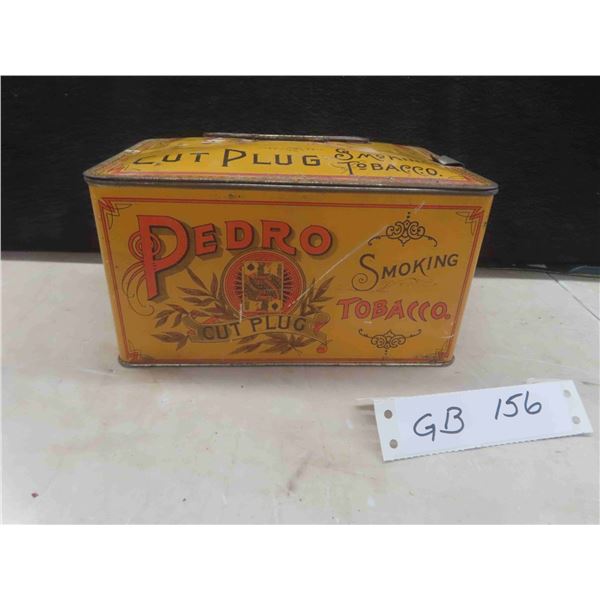 CUT PLUG SMOKING
TOBACCO.
PEDRO
SMOKING
TOBACCO.
CUT PLUG
GB 156